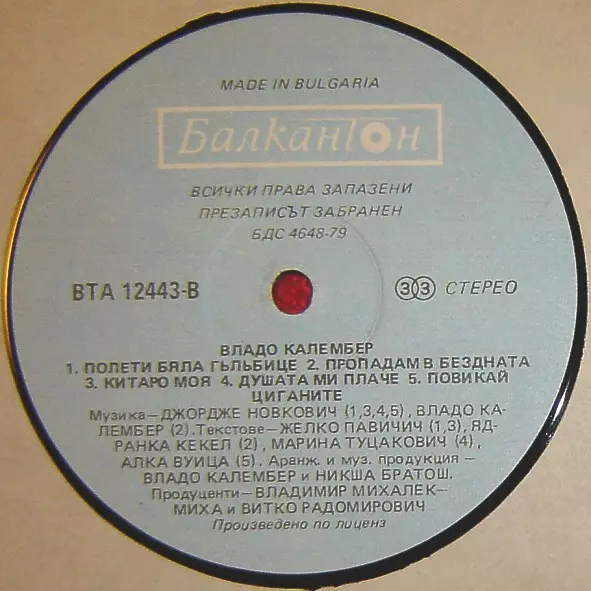 MADE IN BULGARIA
Балкантон
ВСИЧКИ ПРАВА ЗАПАЗЕНИ
ПРЕЗАПИСЪТ ЗАБРАНЕН
БДС 4648-79
ВТА 12443-В
33 СТЕРЕО
ВЛАДО КАЛЕМБЕР
1. ПОЛЕТИ БЯЛА ГЪЛЪБИЦЕ 2. ПРОПАДАМ В БЕЗДНАТА
3. КИТАРО МОЯ 4. ДУШАТА МИ ПЛАЧЕ 5. ПОВИКАЙ
ЦИГАНИТЕ
Музика—ДЖОРДЖЕ НОВКОВИЧ (1,3,4,5), ВЛАДО КА-
ЛЕМБЕР (2). Текстове—ЖЕЛКО ПАВИЧИЧ (1,3), ЯД-
РАНКА КЕКЕЛ (2), МАРИНА ТУЦАКОВИЧ (4),
АЛКА ВУИЦА (5). Аранж. и муз. продукция—
ВЛАДО КАЛЕМБЕР и НИКША БРАТОШ.
Продуценти—ВЛАДИМИР МИХАЛЕК-
МИХА и ВИТКО РАДОМИРОВИЧ
Произведено по лиценз